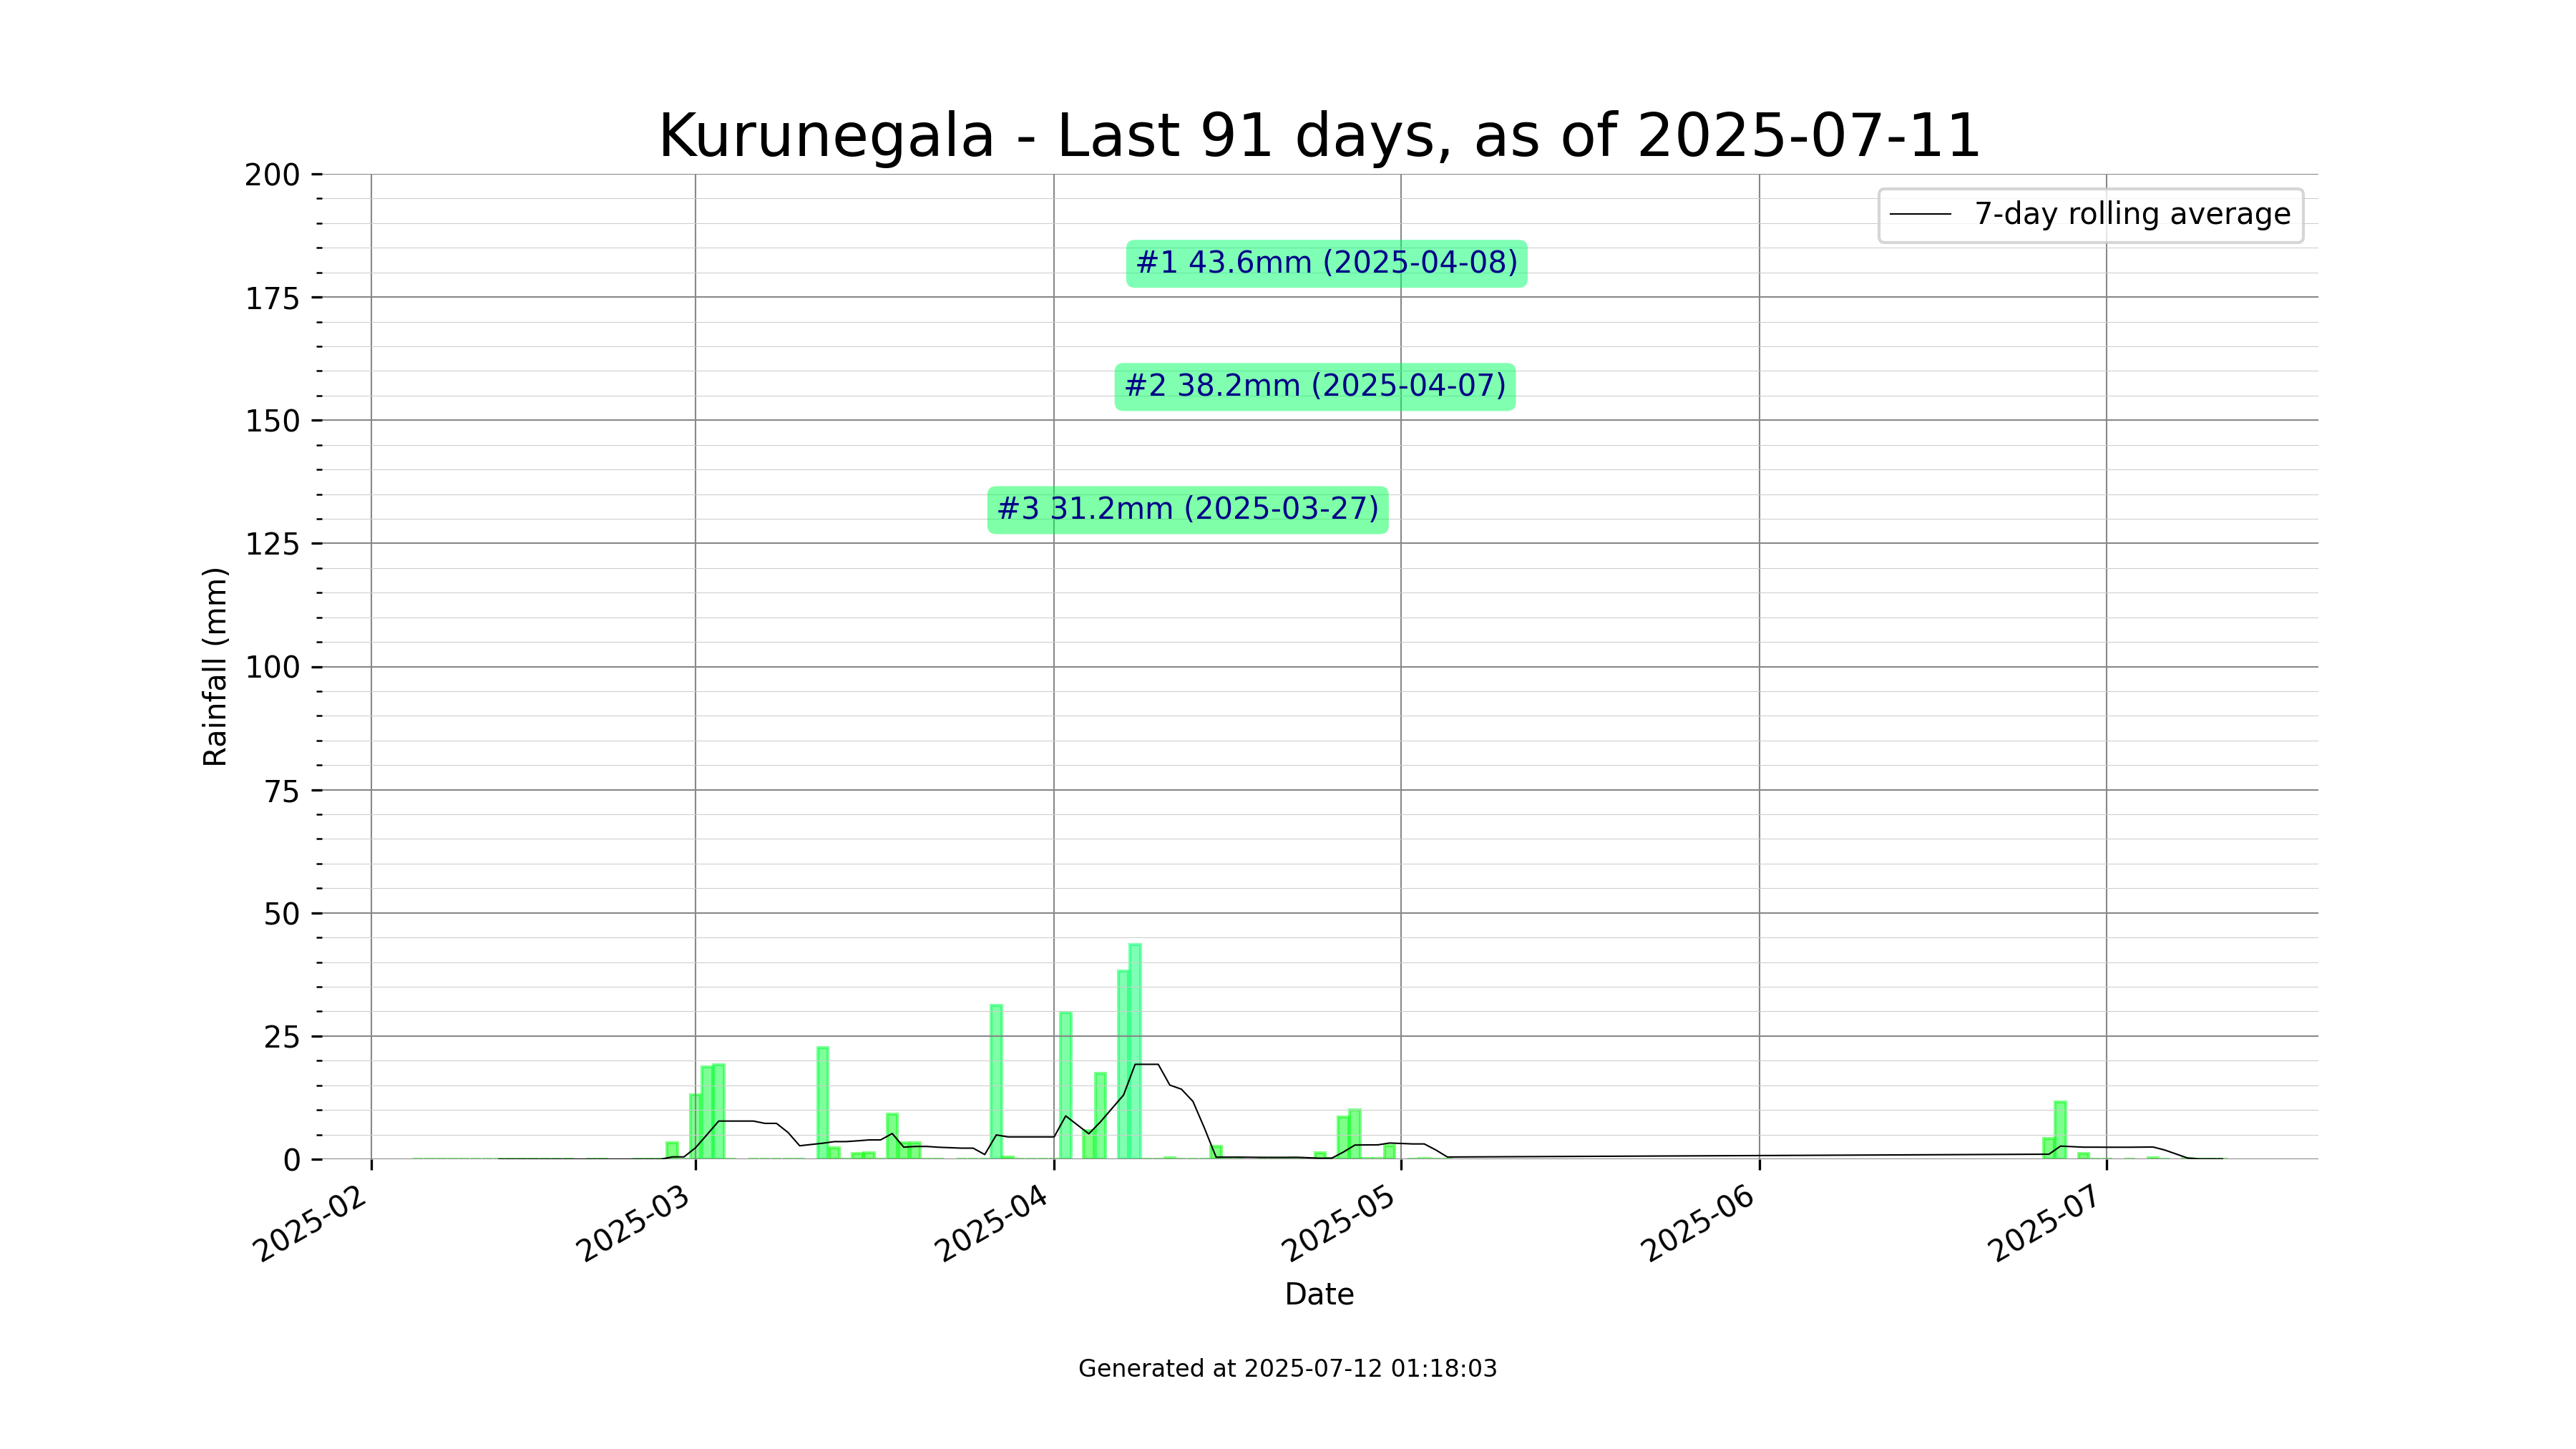 Kurunegala - Last 91 days, as of 2025-07-11
200
175
150
125
100
75
50
25
0
Rainfall (mm)
7-day rolling average
#1 43.6mm (2025-04-08)
#2 38.2mm (2025-04-07)
#3 31.2mm (2025-03-27)
2025-02
2025-03
2025-04
2025-05
2025-06
2025-07
Date
Generated at 2025-07-12 01:18:03